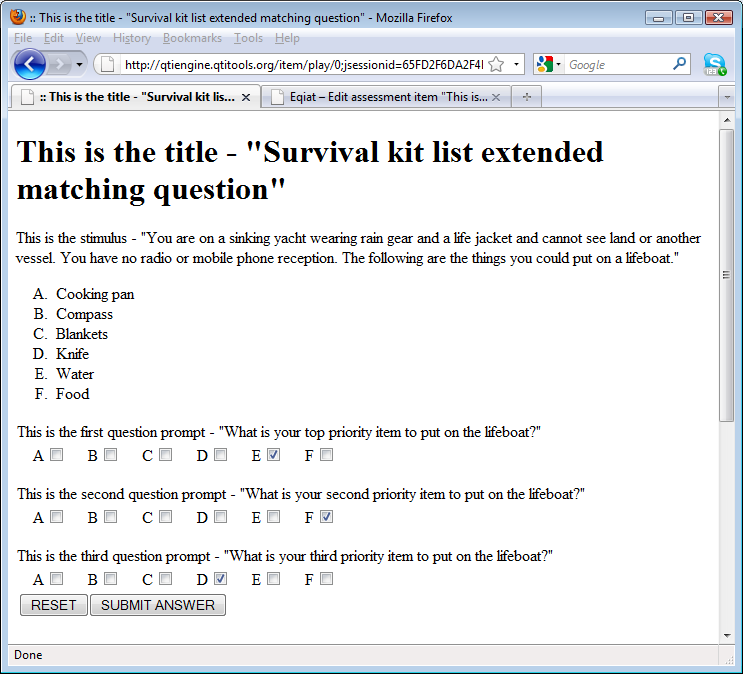 :: This is the title - "Survival kit list extended matching question" - Mozilla Firefox
File Edit View History Bookmarks Tools Help
http://qtiengine.qtitools.org/item/play/0;jsessionid=65FD2F6DA2F4 Google
:: This is the title - "Survival kit lis... Eqiat – Edit assessment item "This is...
This is the title - "Survival kit list extended
matching question"
This is the stimulus - "You are on a sinking yacht wearing rain gear and a life jacket and cannot see land or another
vessel. You have no radio or mobile phone reception. The following are the things you could put on a lifeboat."
A. Cooking pan
B. Compass
C. Blankets
D. Knife
E. Water
F. Food
This is the first question prompt - "What is your top priority item to put on the lifeboat?"
A B C D E F
This is the second question prompt - "What is your second priority item to put on the lifeboat?"
A B C D E F
This is the third question prompt - "What is your third priority item to put on the lifeboat?"
A B C D E F
RESET SUBMIT ANSWER
Done